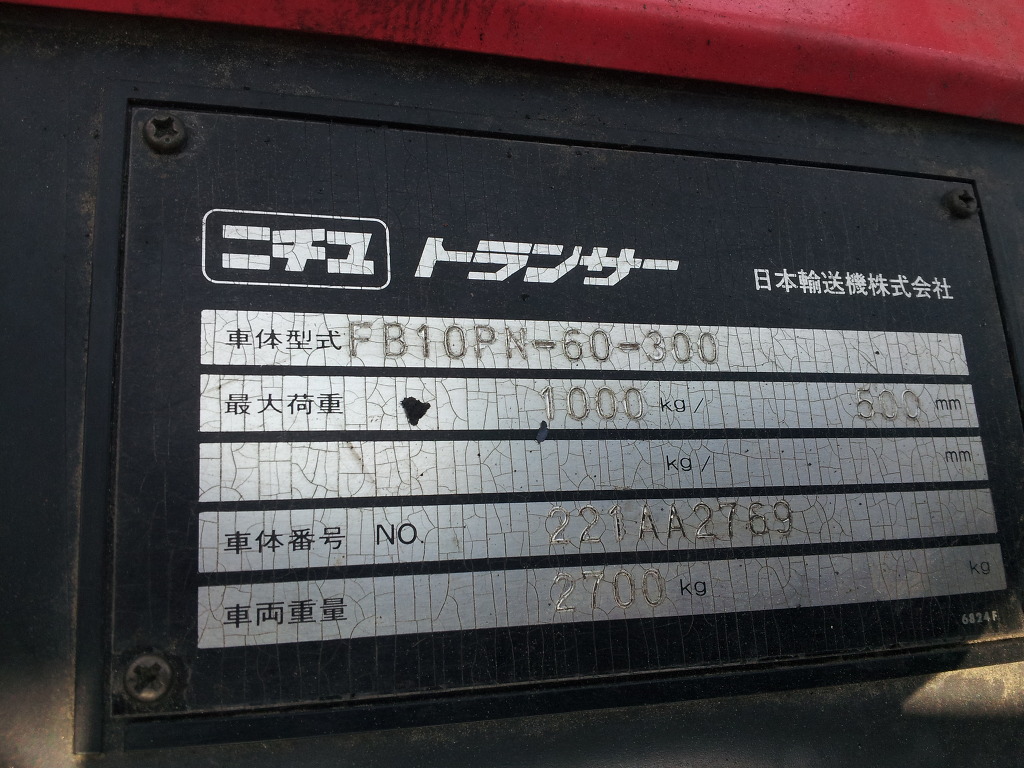 ニチユ トランサー 日本輸送機株式会社
車体型式 FB10PN-60-300
最大荷重 1000 kg/ 500 mm
kg/ mm
車体番号 NO. 221AA2769
車両重量 2700 kg kg
6824F